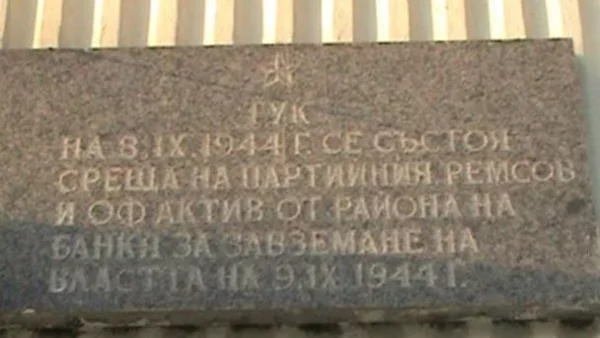 ТУК
НА 8.IX.1944 Г. СЕ СЪСТОЯ
СРЕЩА НА ПАРТИЙНИЯ, РЕМСОВ
И ОФ АКТИВ ОТ РАЙОНА НА
БАНКЯ ЗА ЗАВЗЕМАНЕ НА
ВЛАСТТА НА 9.IX 1944 Г.